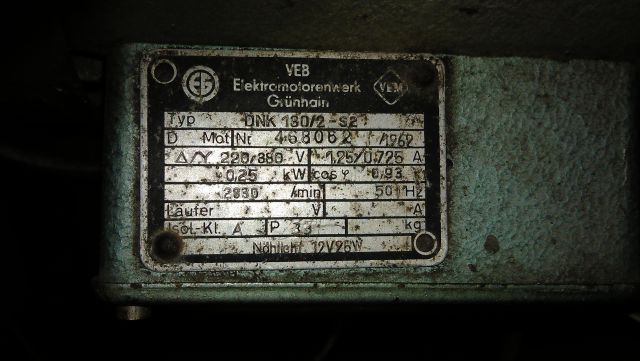 VEB
Elektromotorenwerk
Grünhain
EG
VEM
Typ DNK 180/2-S2
D Mot Nr 468062 /1969
Δ/Y 220/380 V 1,25/0,725 A
0,25 kW cos φ 0,93
2830 /min 50 Hz
Läufer V A
Isol.-Kl. A P 33 kg
Nählicht 12V25W